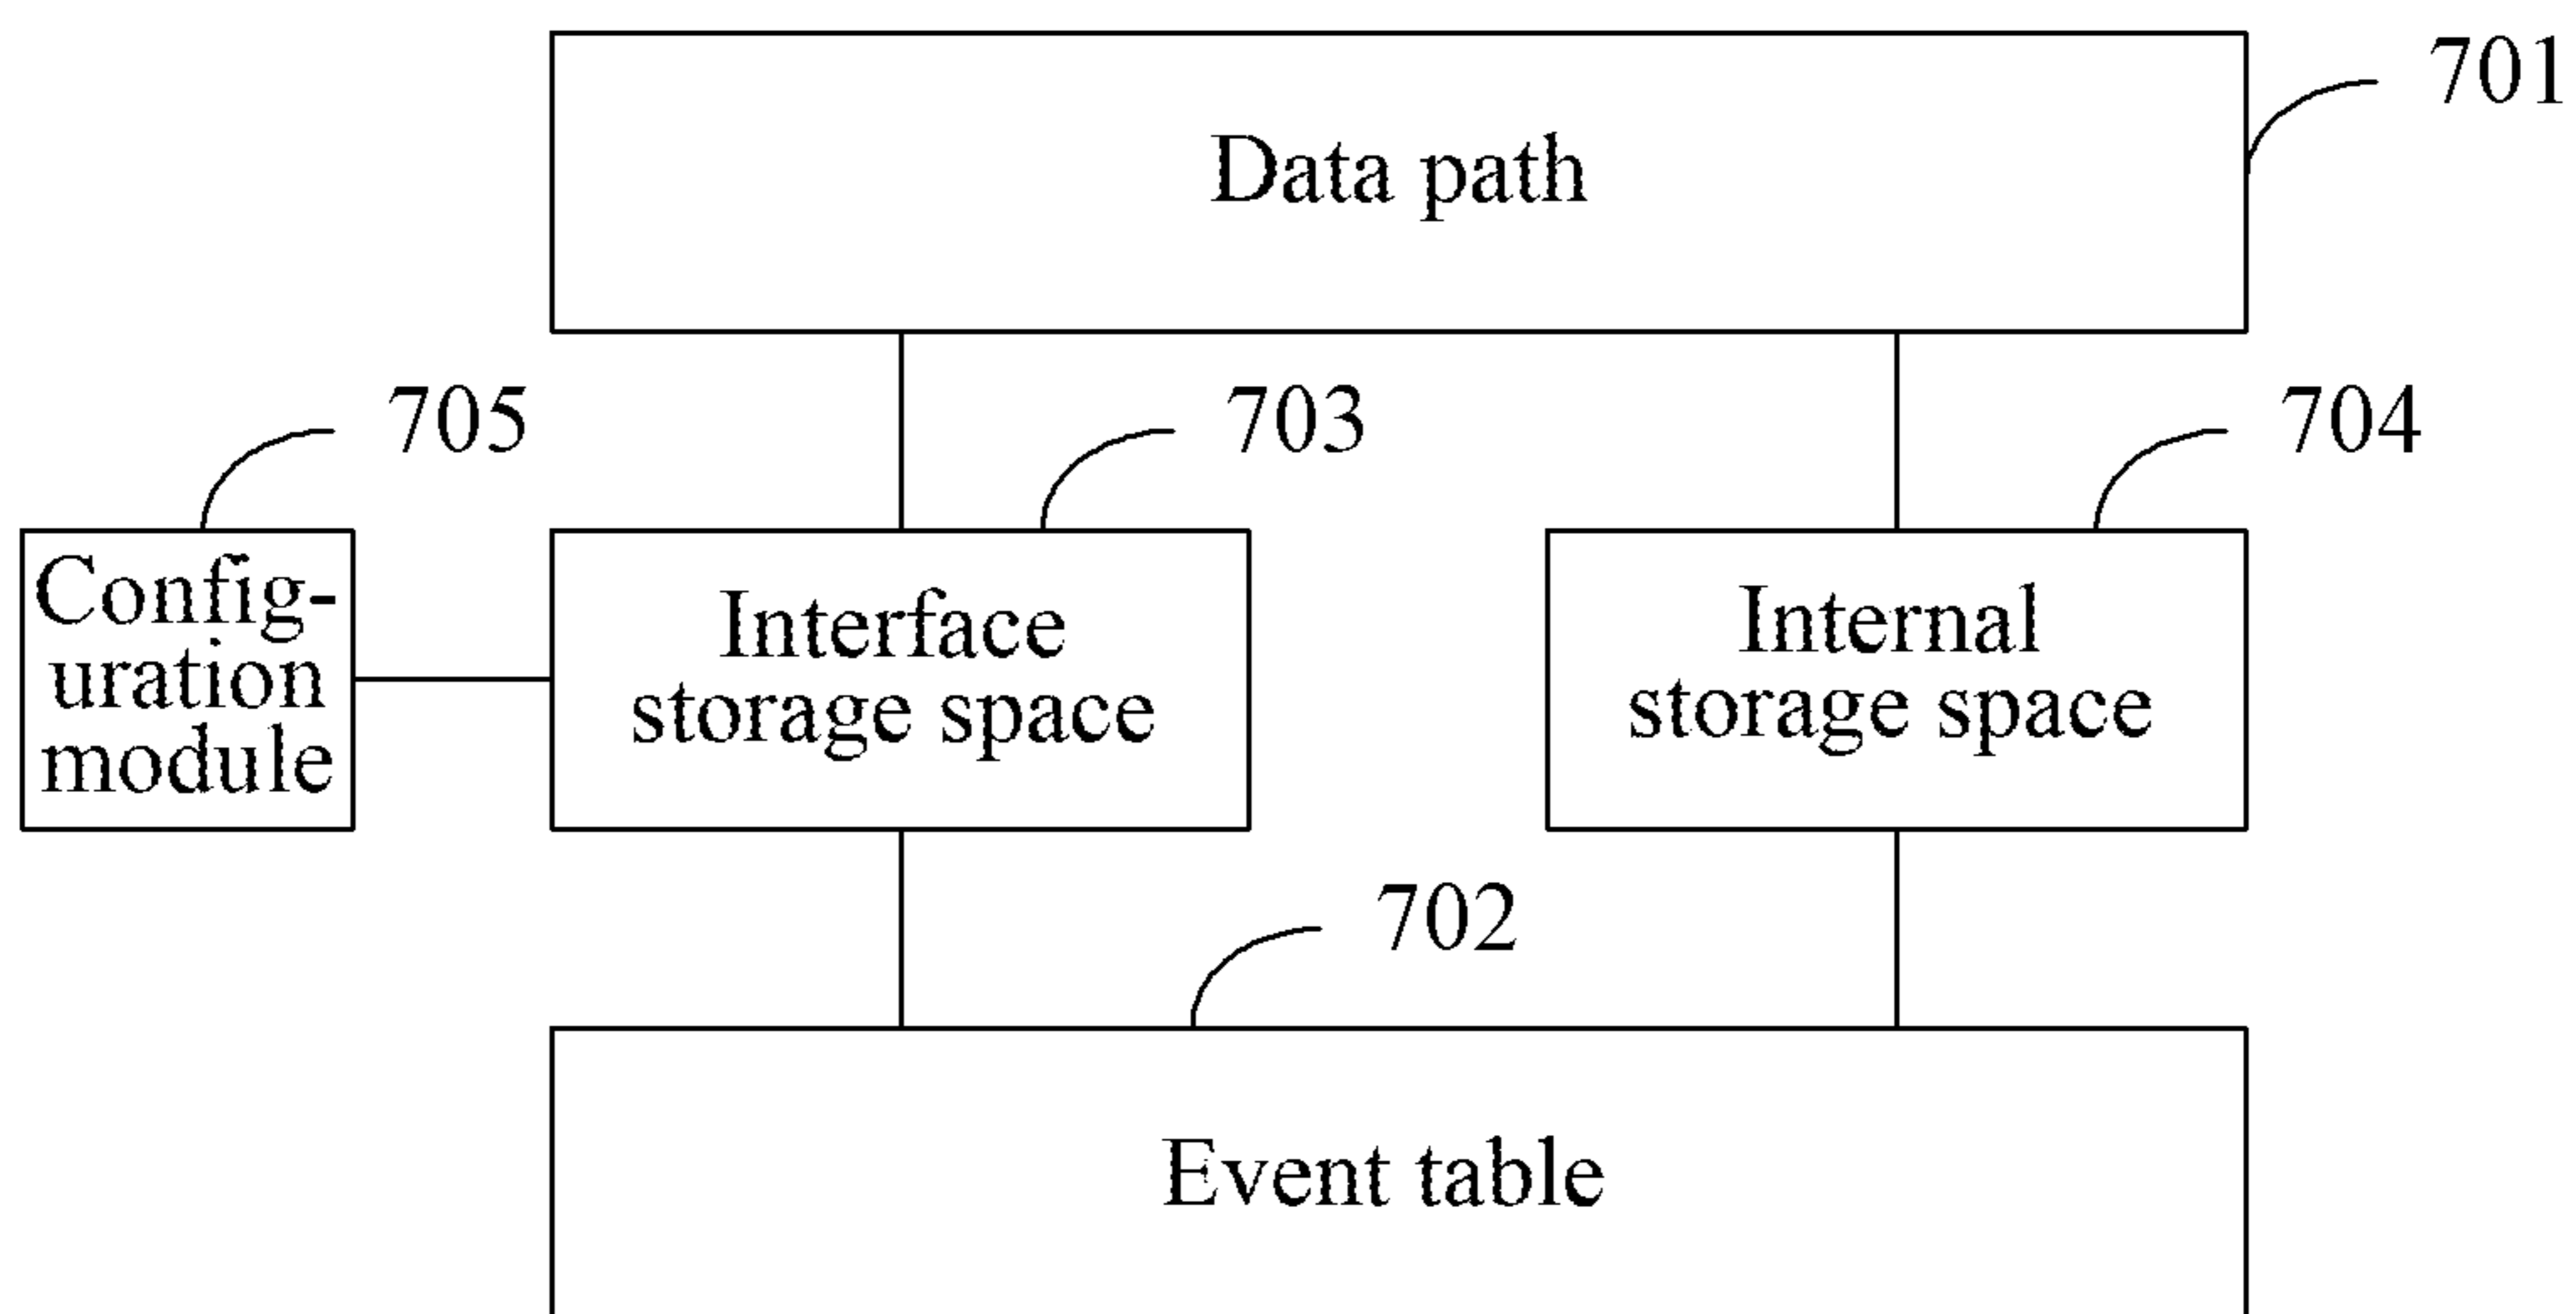 701
Data path
705
703
704
Config-
uration
module
Interface
storage space
Internal
storage space
702
Event table